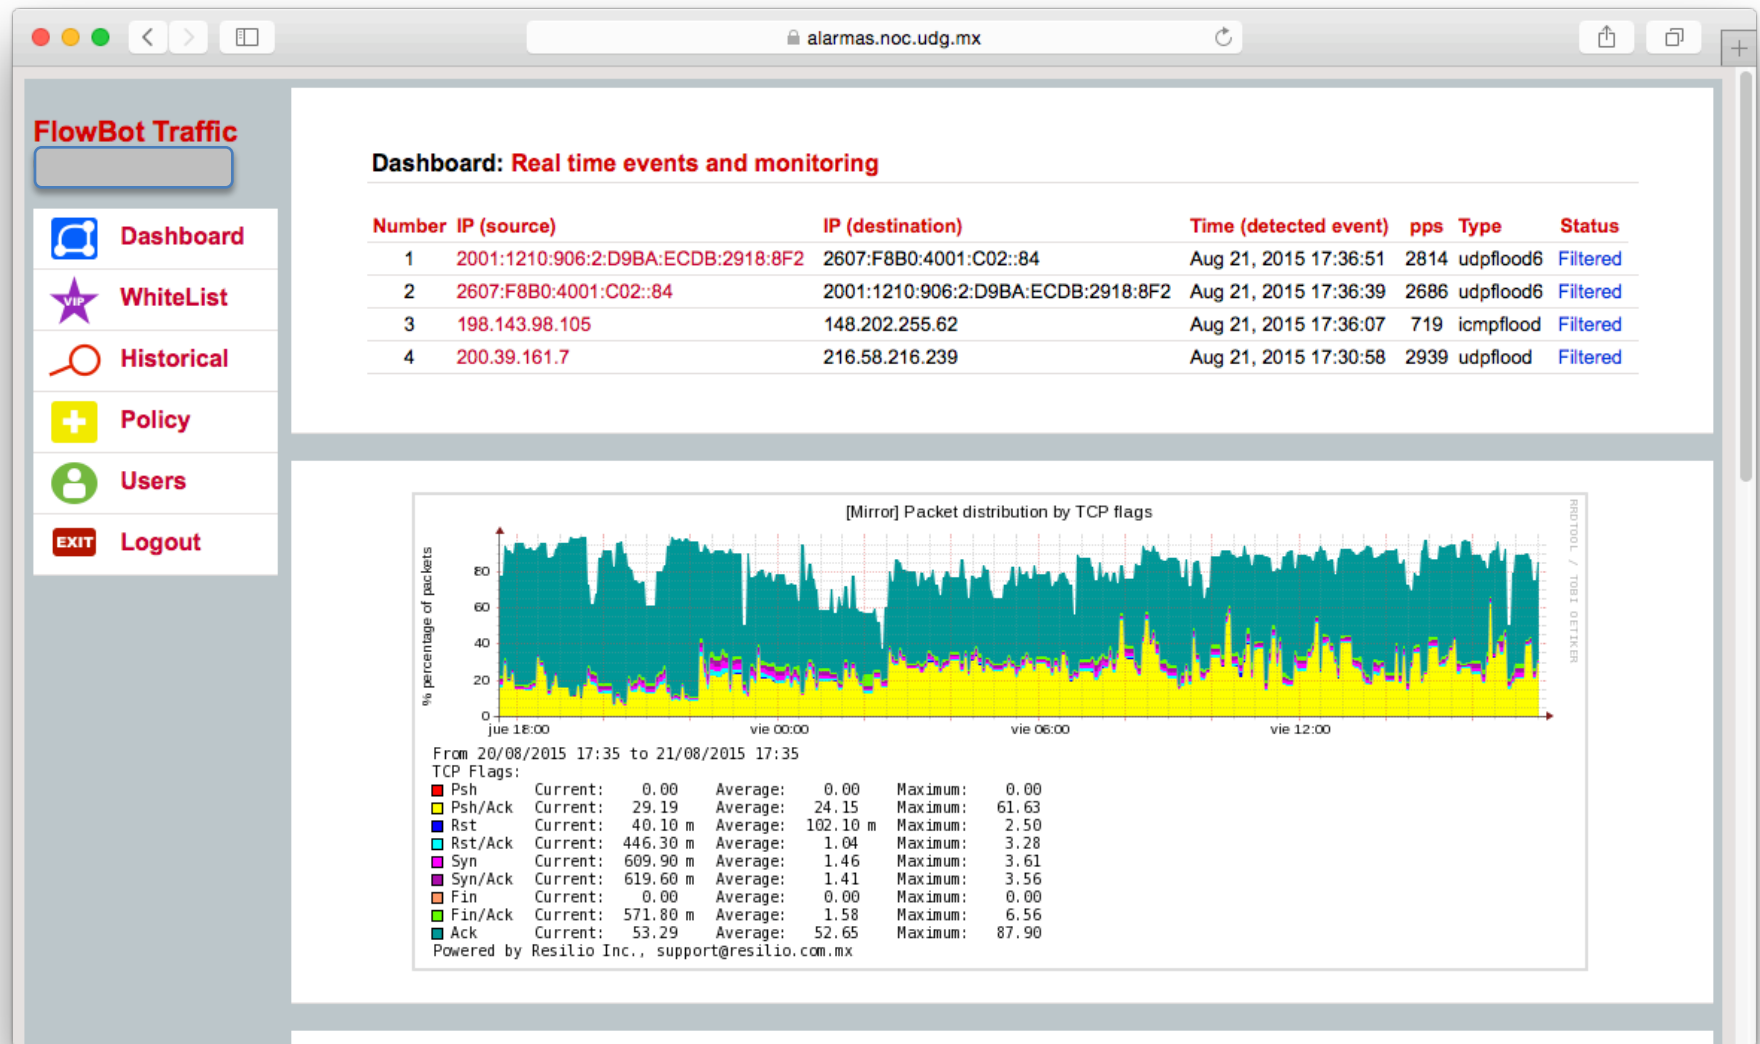 alarmas.noc.udg.mx
FlowBot Traffic
Dashboard
VIP WhiteList
Historical
Policy
Users
EXIT Logout
Dashboard: Real time events and monitoring
Number IP (source) IP (destination) Time (detected event) pps Type Status
1 2001:1210:906:2:D9BA:ECDB:2918:8F2 2607:F8B0:4001:C02::84 Aug 21, 2015 17:36:51 2814 udpflood6 Filtered
2 2607:F8B0:4001:C02::84 2001:1210:906:2:D9BA:ECDB:2918:8F2 Aug 21, 2015 17:36:39 2686 udpflood6 Filtered
3 198.143.98.105 148.202.255.62 Aug 21, 2015 17:36:07 719 icmpflood Filtered
4 200.39.161.7 216.58.216.239 Aug 21, 2015 17:30:58 2939 udpflood Filtered
[Mirror] Packet distribution by TCP flags
RRDTOOL / TOBI OETIKER
% percentage of packets
80
60
40
20
0
jue 18:00 vie 00:00 vie 06:00 vie 12:00
From 20/08/2015 17:35 to 21/08/2015 17:35
TCP Flags:
Psh Current: 0.00 Average: 0.00 Maximum: 0.00
Psh/Ack Current: 29.19 Average: 24.15 Maximum: 61.63
Rst Current: 40.10 m Average: 102.10 m Maximum: 2.50
Rst/Ack Current: 446.30 m Average: 1.04 Maximum: 3.28
Syn Current: 609.90 m Average: 1.46 Maximum: 3.61
Syn/Ack Current: 619.60 m Average: 1.41 Maximum: 3.56
Fin Current: 0.00 Average: 0.00 Maximum: 0.00
Fin/Ack Current: 571.80 m Average: 1.58 Maximum: 6.56
Ack Current: 53.29 Average: 52.65 Maximum: 87.90
Powered by Resilio Inc., support@resilio.com.mx